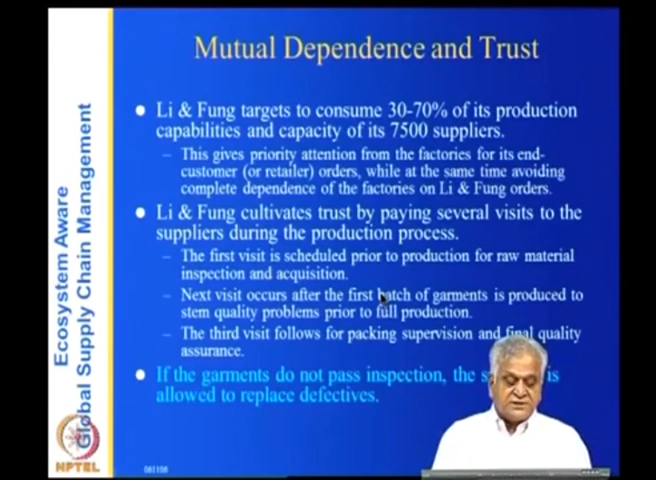 Mutual Dependence and Trust
Li & Fung targets to consume 30-70% of its production
capabilities and capacity of its 7500 suppliers.
– This gives priority attention from the factories for its end-
customer (or retailer) orders, while at the same time avoiding
complete dependence of the factories on Li & Fung orders.
Li & Fung cultivates trust by paying several visits to the
suppliers during the production process.
– The first visit is scheduled prior to production for raw material
inspection and acquisition.
– Next visit occurs after the first batch of garments is produced to
stem quality problems prior to full production.
– The third visit follows for packing supervision and final quality
assurance.
If the garments do not pass inspection, the is
allowed to replace defectives.
Ecosystem Aware
Global Supply Chain Management
NPTEL